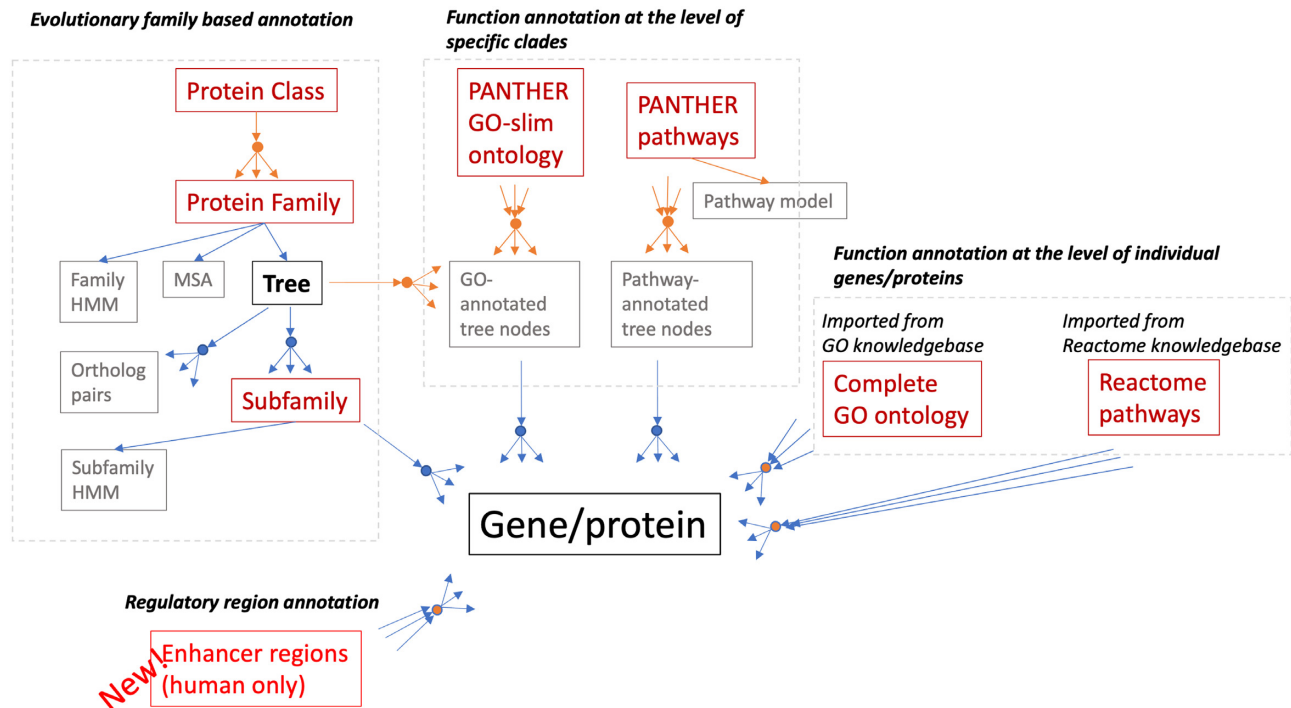 Evolutionary family based annotation
Protein Class
Protein Family
Family
HMM
MSA
Tree
Ortholog
pairs
Subfamily
Subfamily
HMM
Function annotation at the level of
specific clades
PANTHER
GO-slim
ontology
PANTHER
pathways
Pathway model
GO-
annotated
tree nodes
Pathway-
annotated
tree nodes
Function annotation at the level of individual
genes/proteins
Imported from
GO knowledgebase
Complete
GO ontology
Imported from
Reactome knowledgebase
Reactome
pathways
Gene/protein
Regulatory region annotation
New!
Enhancer regions
(human only)